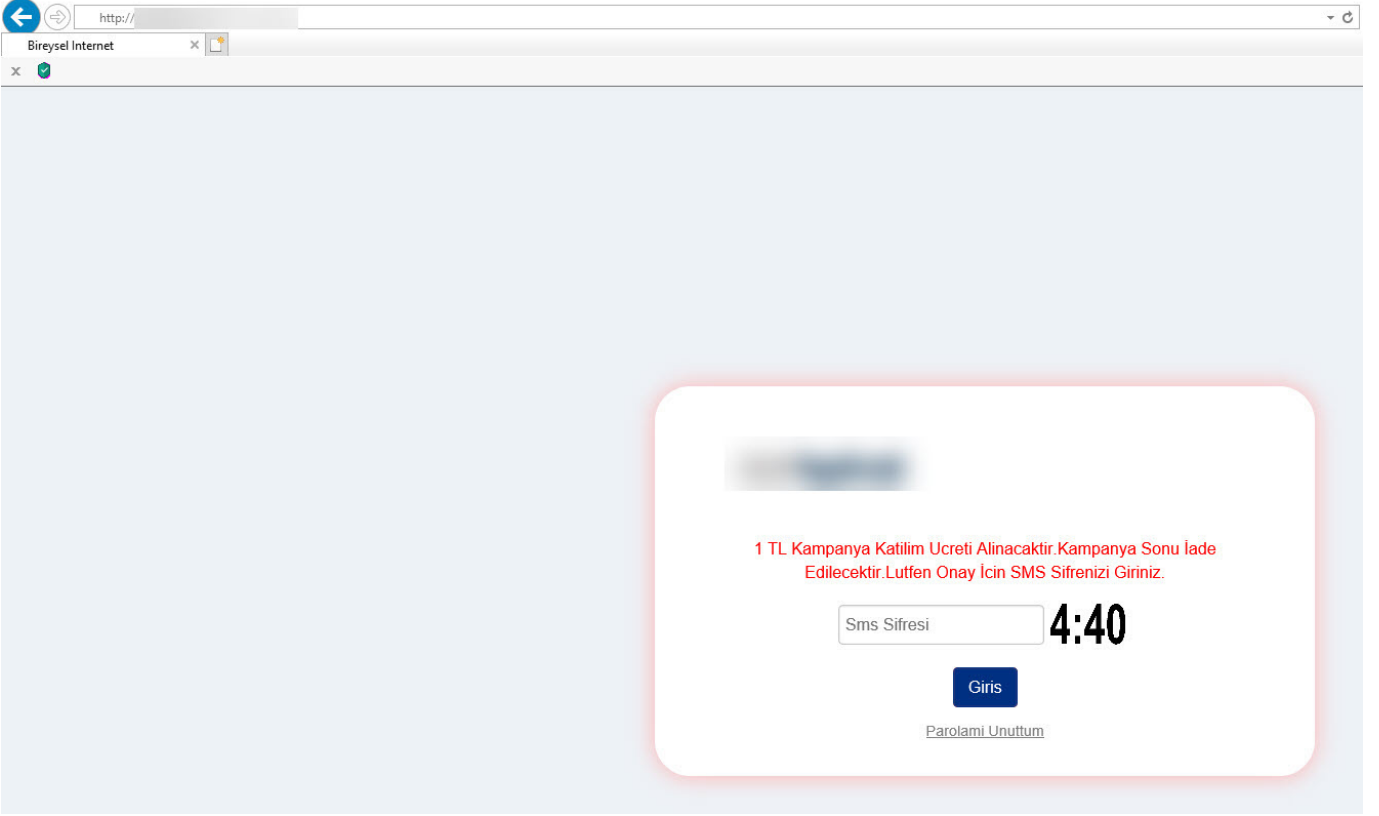 http://
Bireysel Internet
1 TL Kampanya Katilim Ucreti Alinacaktir.Kampanya Sonu İade
Edilecektir.Lutfen Onay İcin SMS Sifrenizi Giriniz.
Sms Sifresi 4:40
Giris
Parolami Unuttum